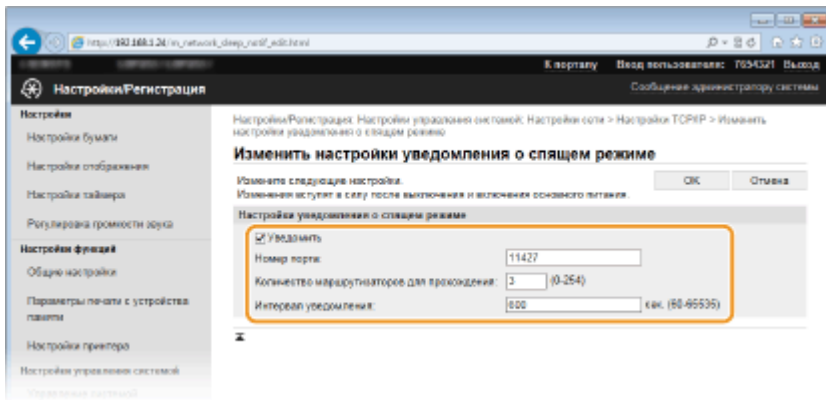 http://192.168.1.24/m_network_sleep_notif_edit.html
К порталу Вход пользователя: 7654321 Выход
Настройки/Регистрация Сообщение администратору системы
Настройки
Настройки бумаги
Настройки отображения
Настройки таймера
Регулировка громкости звука
Настройки функций
Общие настройки
Параметры печати с устройства памяти
Настройки принтера
Настройки управления системой
Управление системой
Настройки/Регистрация: Настройки управления системой: Настройки сети > Настройки TCP/IP > Изменить
настройки уведомления о спящем режиме
Изменить настройки уведомления о спящем режиме
Измените следующие настройки. OK Отмена
Изменения вступят в силу после выключения и включения основного питания.
Настройки уведомления о спящем режиме
Уведомить
Номер порта: 11427
Количество маршрутизаторов для прохождения: 3 (0-254)
Интервал уведомления: 600 сек. (60-65535)